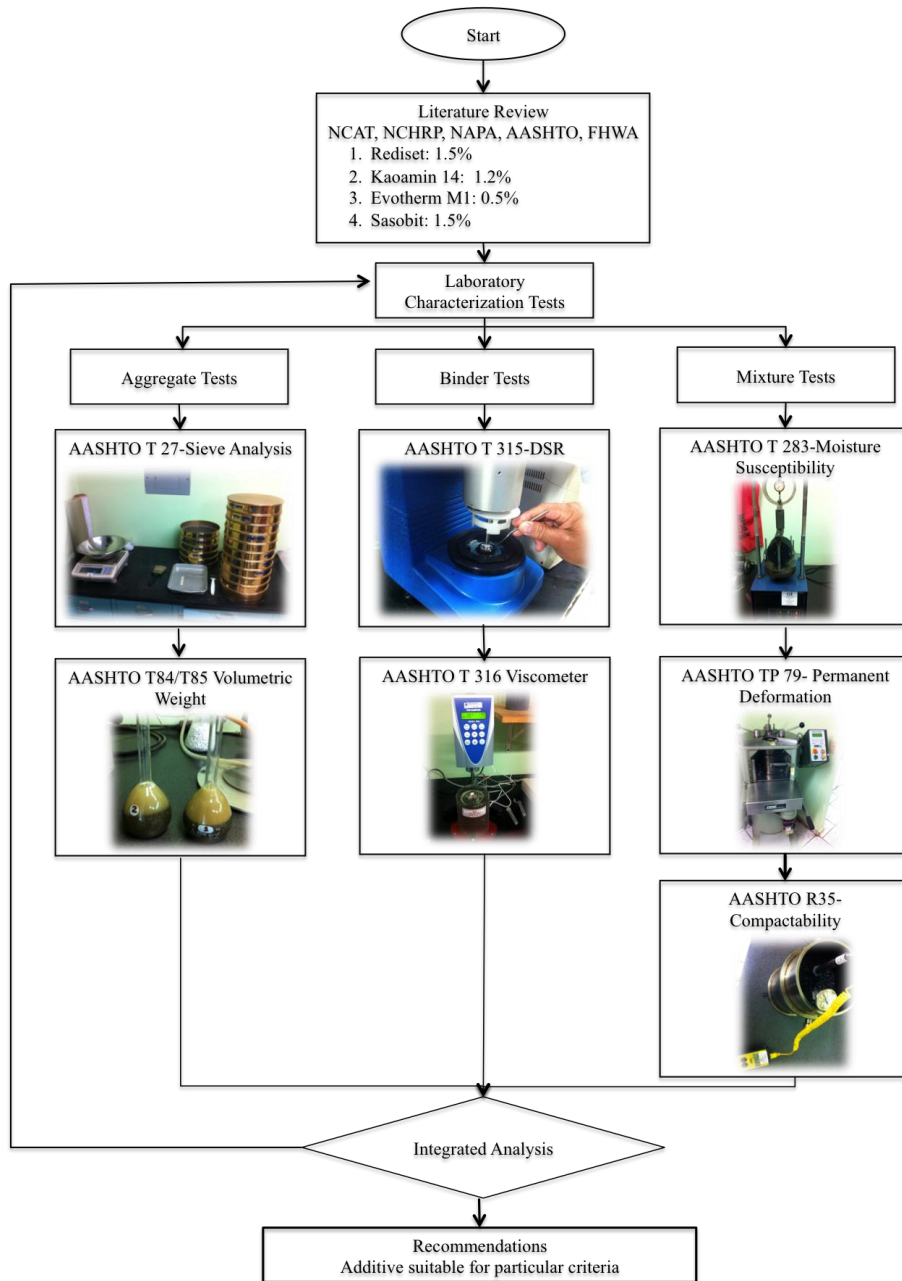 Start
Literature Review
NCAT, NCHRP, NAPA, AASHTO, FHWA
1. Rediset: 1.5%
2. Kaoamin 14: 1.2%
3. Evotherm M1: 0.5%
4. Sasobit: 1.5%
Laboratory
Characterization Tests
Aggregate Tests
Binder Tests
Mixture Tests
AASHTO T 27-Sieve Analysis
AASHTO T 315-DSR
AASHTO T 283-Moisture
Susceptibility
AASHTO T84/T85 Volumetric
Weight
2
3
AASHTO T 316 Viscometer
AASHTO TP 79- Permanent
Deformation
AASHTO R35-
Compactability
Integrated Analysis
Recommendations
Additive suitable for particular criteria